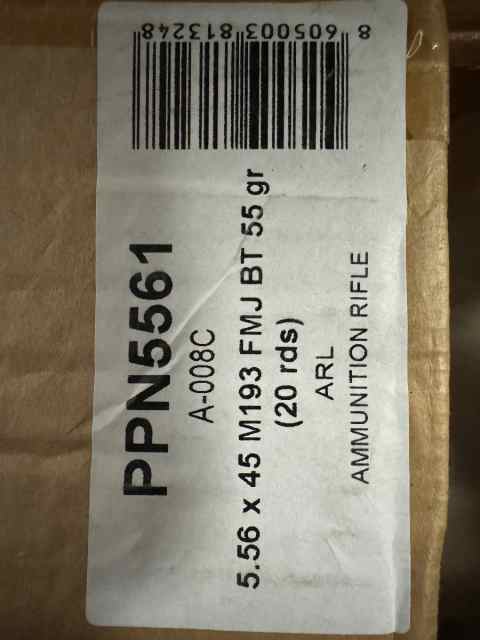 PPN5561
A-008C
5.56 x 45 M193 FMJ BT 55 gr
(20 rds)
ARL
AMMUNITION RIFLE
8 605003 813248